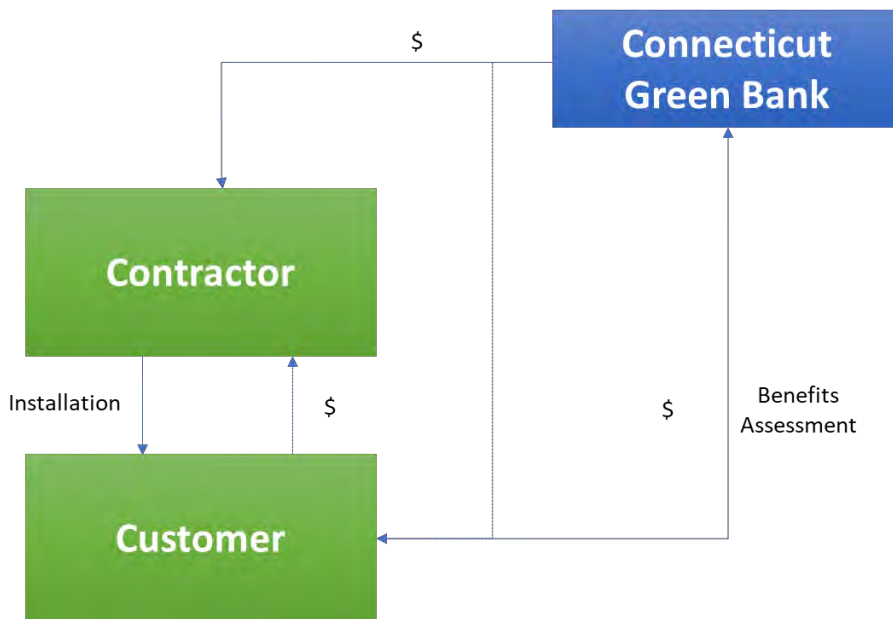 $
Connecticut
Green Bank
Contractor
Installation
$
$
Benefits
Assessment
Customer